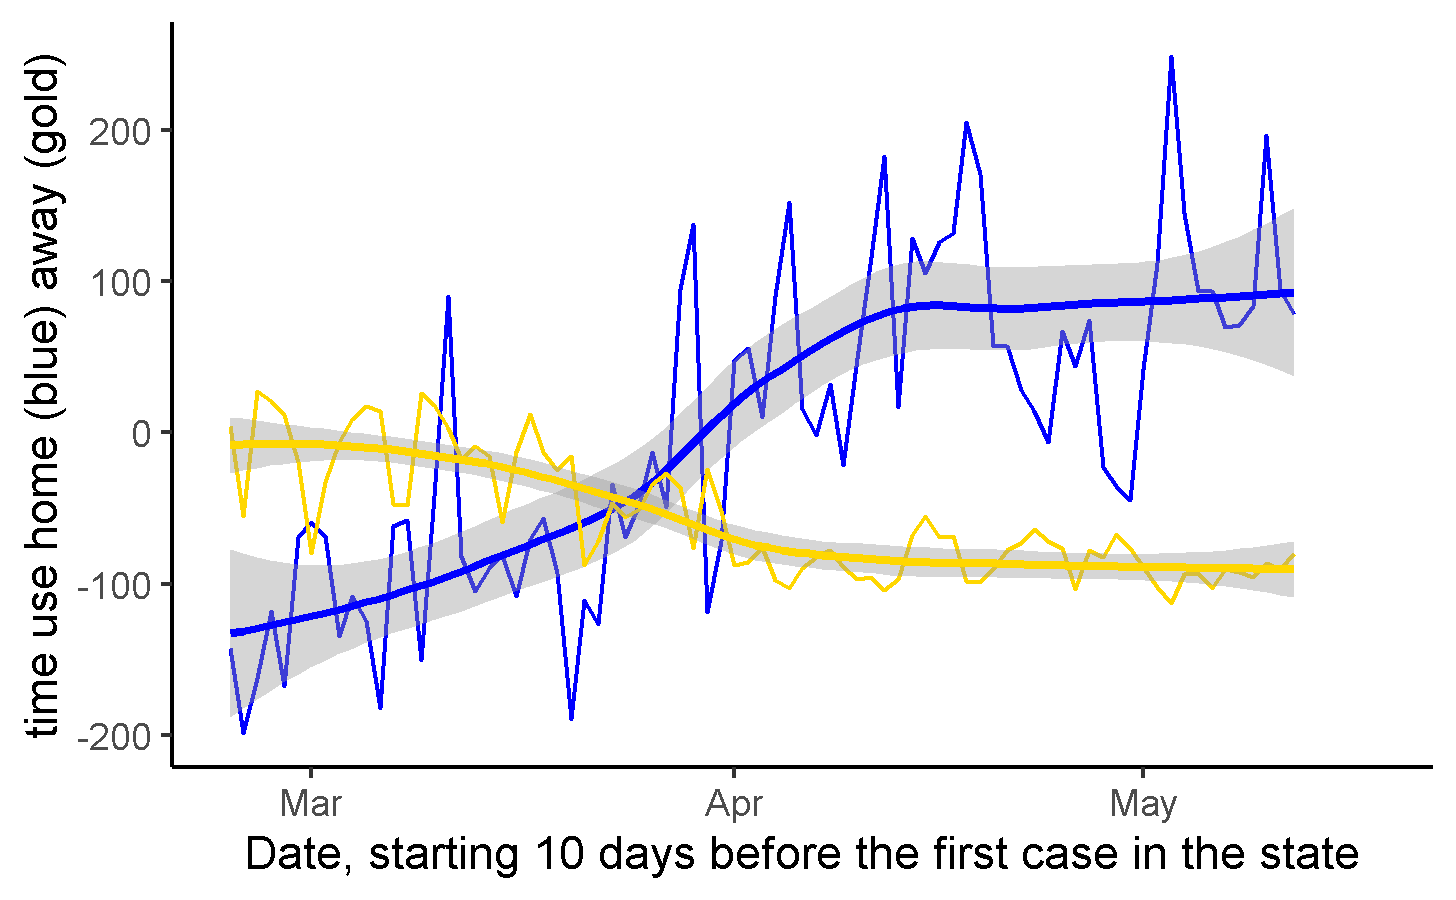 time use home (blue) away (gold)
200
100
0
-100
-200
Mar
Apr
May
Date, starting 10 days before the first case in the state